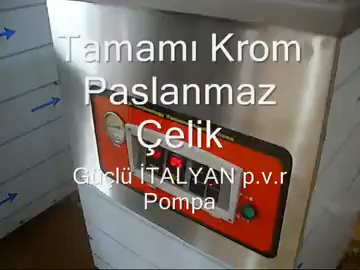 Tamamı Krom
Paslanmaz
Çelik
Güçlü İTALYAN p.v.r
Pompa